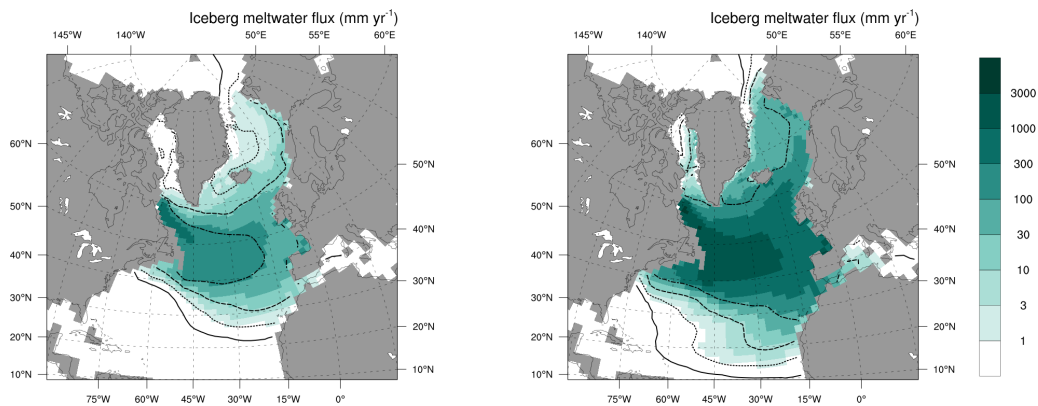 Iceberg meltwater flux (mm yr-1)
145°W 140°W 50°E 55°E 60°E
60°N
50°N
50°N
40°N
40°N
30°N
30°N
20°N
20°N
10°N
10°N
75°W 60°W 45°W 30°W 15°W 0°
Iceberg meltwater flux (mm yr-1)
145°W 140°W 50°E 55°E 60°E
60°N
50°N
50°N
40°N
40°N
30°N
30°N
20°N
20°N
10°N
10°N
75°W 60°W 45°W 30°W 15°W 0°
3000
1000
300
100
30
10
3
1